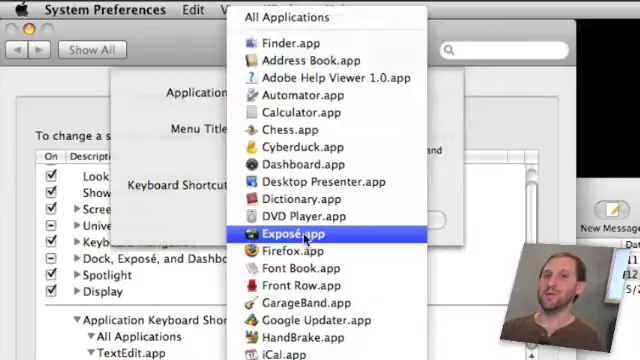 System Preferences Edit
All Applications
Finder.app
Show All
Address Book.app
Adobe Help Viewer 1.0.app
Application
Automator.app
Calculator.app
Menu Title
Chess.app
To change a s
Cyberduck.app
and
On Descripti
Dashboard.app
Look
Desktop Presenter.app
Keyboard Shortcut
Show
Dictionary.app
Scree
DVD Player.app
Unive
Exposé.app
New Message
Keyboard Navigation
Firefox.app
Dock, Exposé, and Dashbo
Font Book.app
Spotlight
Front Row.app
Display
GarageBand.app
Application Keyboard Shor
Google Updater.app
All Applications
HandBrake.app
TextEdit.app
iCal.app